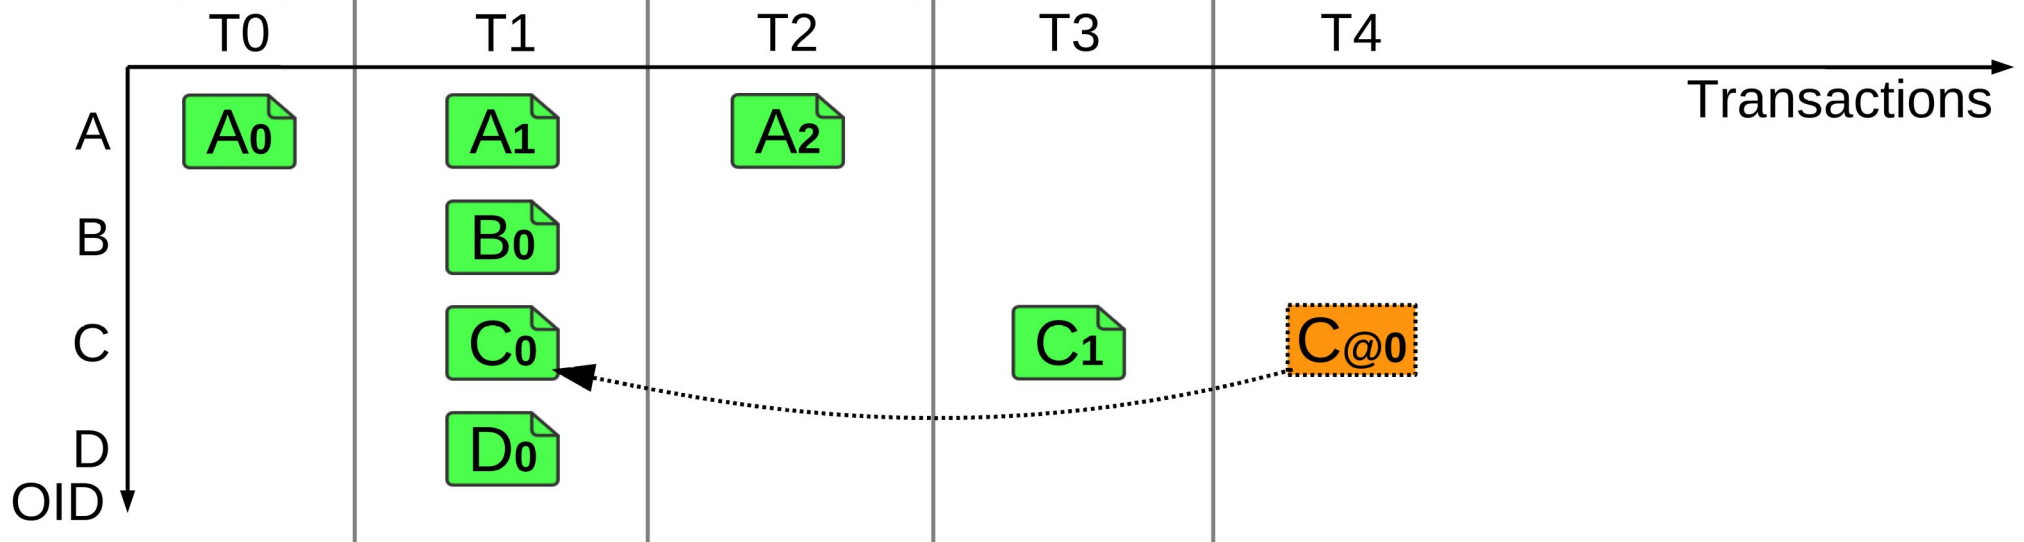 T0 T1 T2 T3 T4
Transactions
A A0 A1 A2
B B0
C C0 C1 C@0
D D0
OID